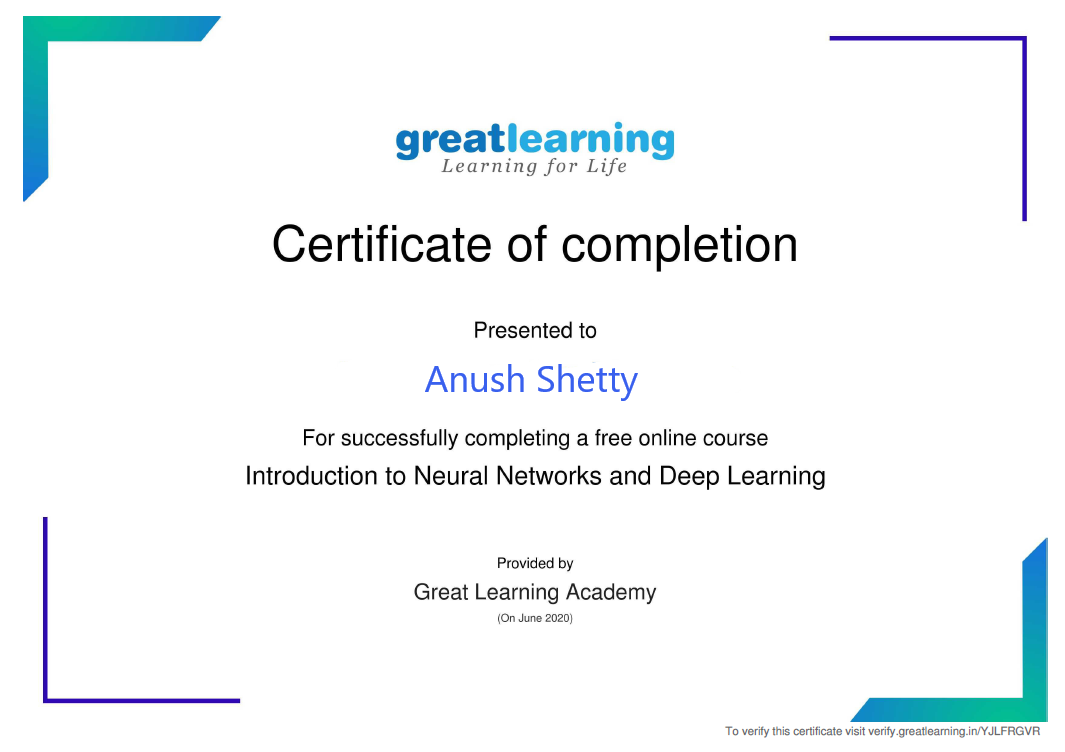 greatlearning
Learning for Life
Certificate of completion
Presented to
Anush Shetty
For successfully completing a free online course
Introduction to Neural Networks and Deep Learning
Provided by
Great Learning Academy
(On June 2020)
To verify this certificate visit verify.greatlearning.in/YJLFRGVR